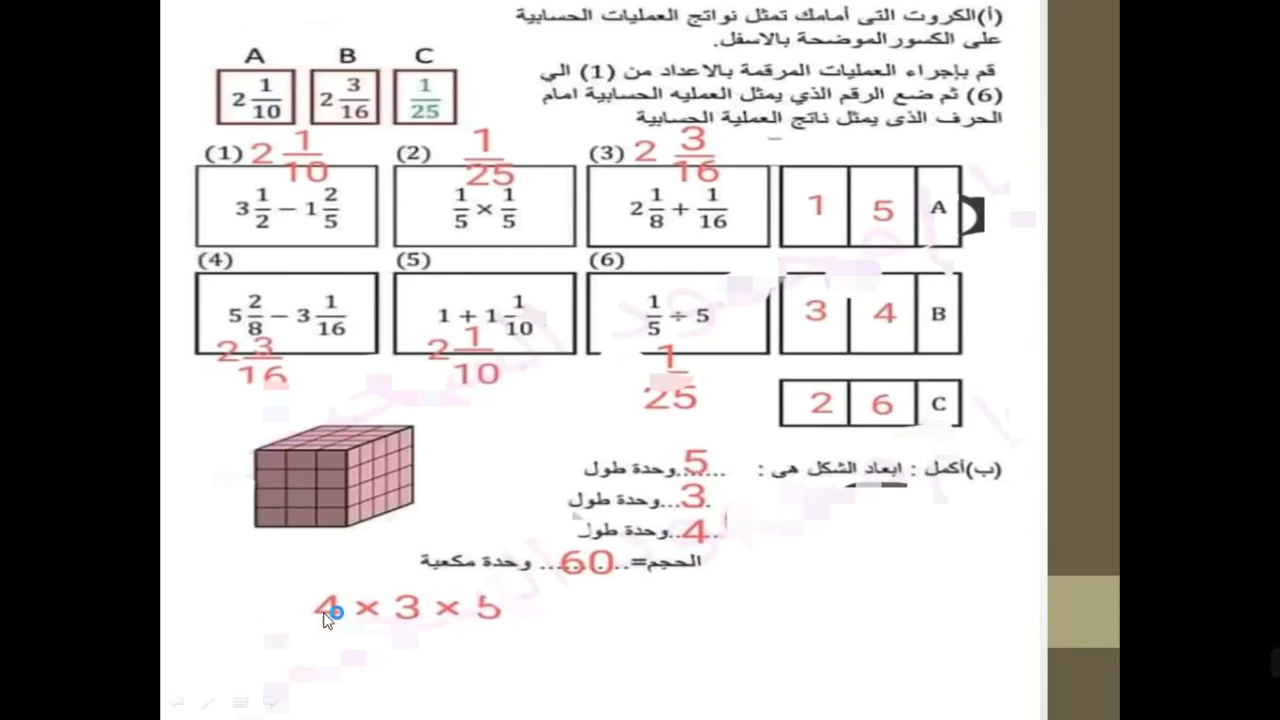 (أ)الكروت التى أمامك تمثل نواتج العمليات الحسابية
على الكسور الموضحة بالاسفل.
قم بإجراء العمليات المرقمة بالاعداد من (1) الي
(6) ثم ضع الرقم الذي يمثل العمليه الحسابية امام
الحرف الذى يمثل ناتج العملية الحسابية
A B C
2 1/10 2 3/16 1/25
(1) 2 1/10 (2) 1/25 (3) 2 3/16
3 1/2 − 1 2/5 1/5 × 1/5 2 1/8 + 1/16 1 5 A
(4) (5) (6)
5 2/8 − 3 1/16 1 + 1 1/10 1/5 ÷ 5 3 4 B
2 3/16 2 1/10 1/25
2 6 C
(ب)أكمل : ابعاد الشكل هى : ......5 وحدة طول
...3...وحدة طول
...4...وحدة طول
الحجم=...60... وحدة مكعبة
4 × 3 × 5